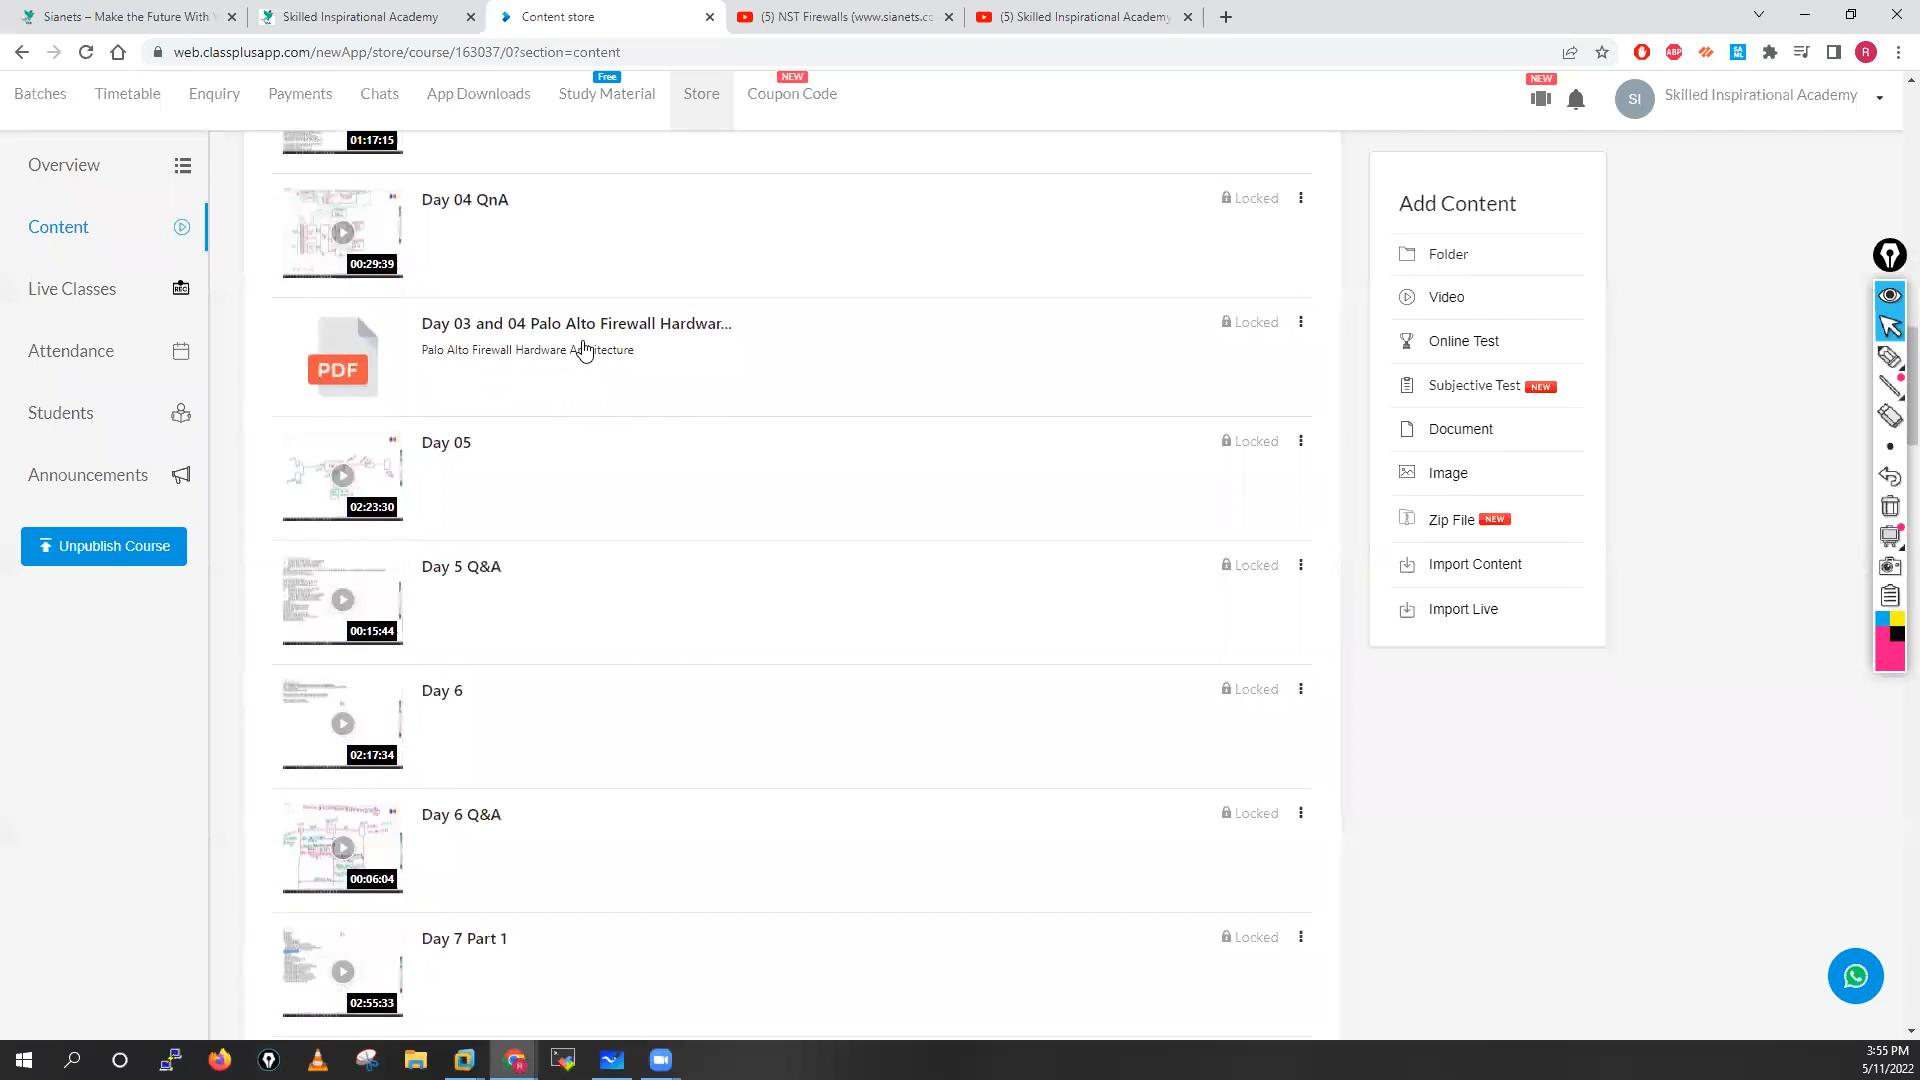 Sianets – Make the Future With Y
Skilled Inspirational Academy
Content store
(5) NST Firewalls (www.sianets.cc
(5) Skilled Inspirational Academy
web.classplusapp.com/newApp/store/course/163037/0?section=content
ABP
R
Free
NEW
NEW
Batches
Timetable
Enquiry
Payments
Chats
App Downloads
Study Material
Store
Coupon Code
SI
Skilled Inspirational Academy
Overview
Content
Live Classes
REC
Attendance
Students
Announcements
Unpublish Course
01:17:15
Day 04 QnA
Locked
00:29:39
Day 03 and 04 Palo Alto Firewall Hardwar...
Locked
Palo Alto Firewall Hardware Architecture
PDF
Day 05
Locked
02:23:30
Day 5 Q&A
Locked
00:15:44
Day 6
Locked
02:17:34
Day 6 Q&A
Locked
00:06:04
Day 7 Part 1
Locked
02:55:33
Add Content
Folder
Video
Online Test
Subjective Test NEW
Document
Image
Zip File NEW
Import Content
Import Live
3:55 PM
5/11/2022